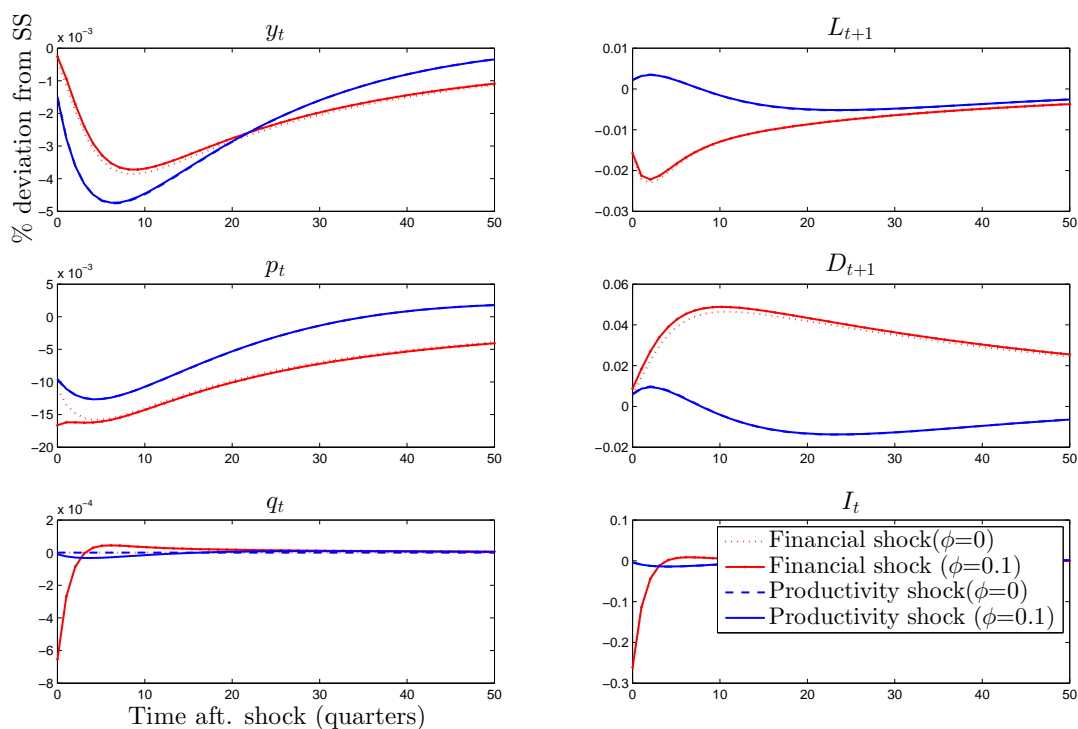 y_t
L_{t+1}
% deviation from SS
x 10^{-3}
0
−1
−2
−3
−4
−5
0 10 20 30 40 50
0.01
0
−0.01
−0.02
−0.03
0 10 20 30 40 50
p_t
D_{t+1}
x 10^{-3}
5
0
−5
−10
−15
−20
0 10 20 30 40 50
0.06
0.04
0.02
0
−0.02
0 10 20 30 40 50
q_t
I_t
x 10^{-4}
2
0
−2
−4
−6
−8
0 10 20 30 40 50
Time aft. shock (quarters)
0.1
0
−0.1
−0.2
−0.3
0 10 20 30 40 50
Financial shock(ϕ=0)
Financial shock (ϕ=0.1)
Productivity shock(ϕ=0)
Productivity shock (ϕ=0.1)